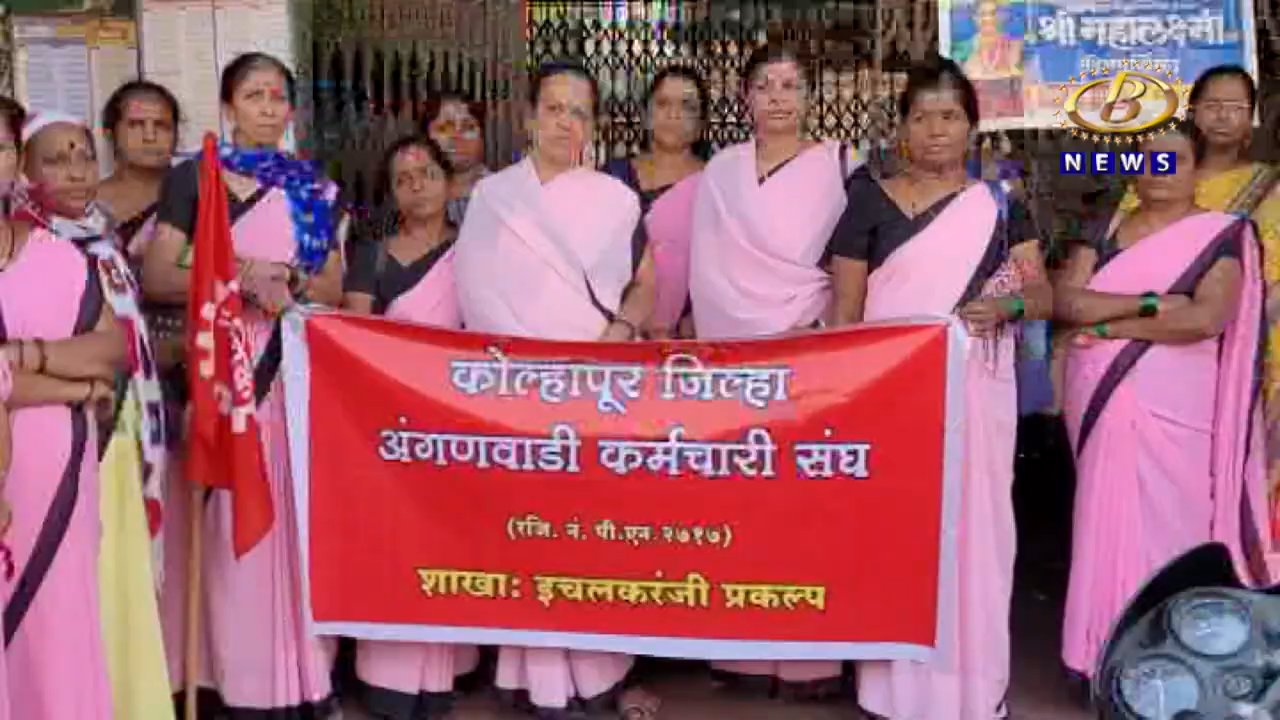 श्री महालक्ष्मी
B
NEWS
कोल्हापूर जिल्हा
अंगणवाडी कर्मचारी संघ
(रजि. नं. पी.एन. २७१७)
शाखा: इचलकरंजी प्रकल्प